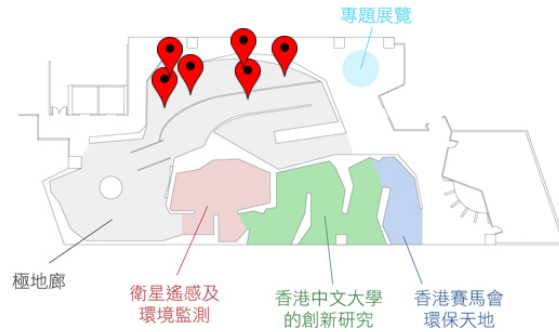 專題展覽
極地廊
衛星遙感及
環境監測
香港中文大學
的創新研究
香港賽馬會
環保天地